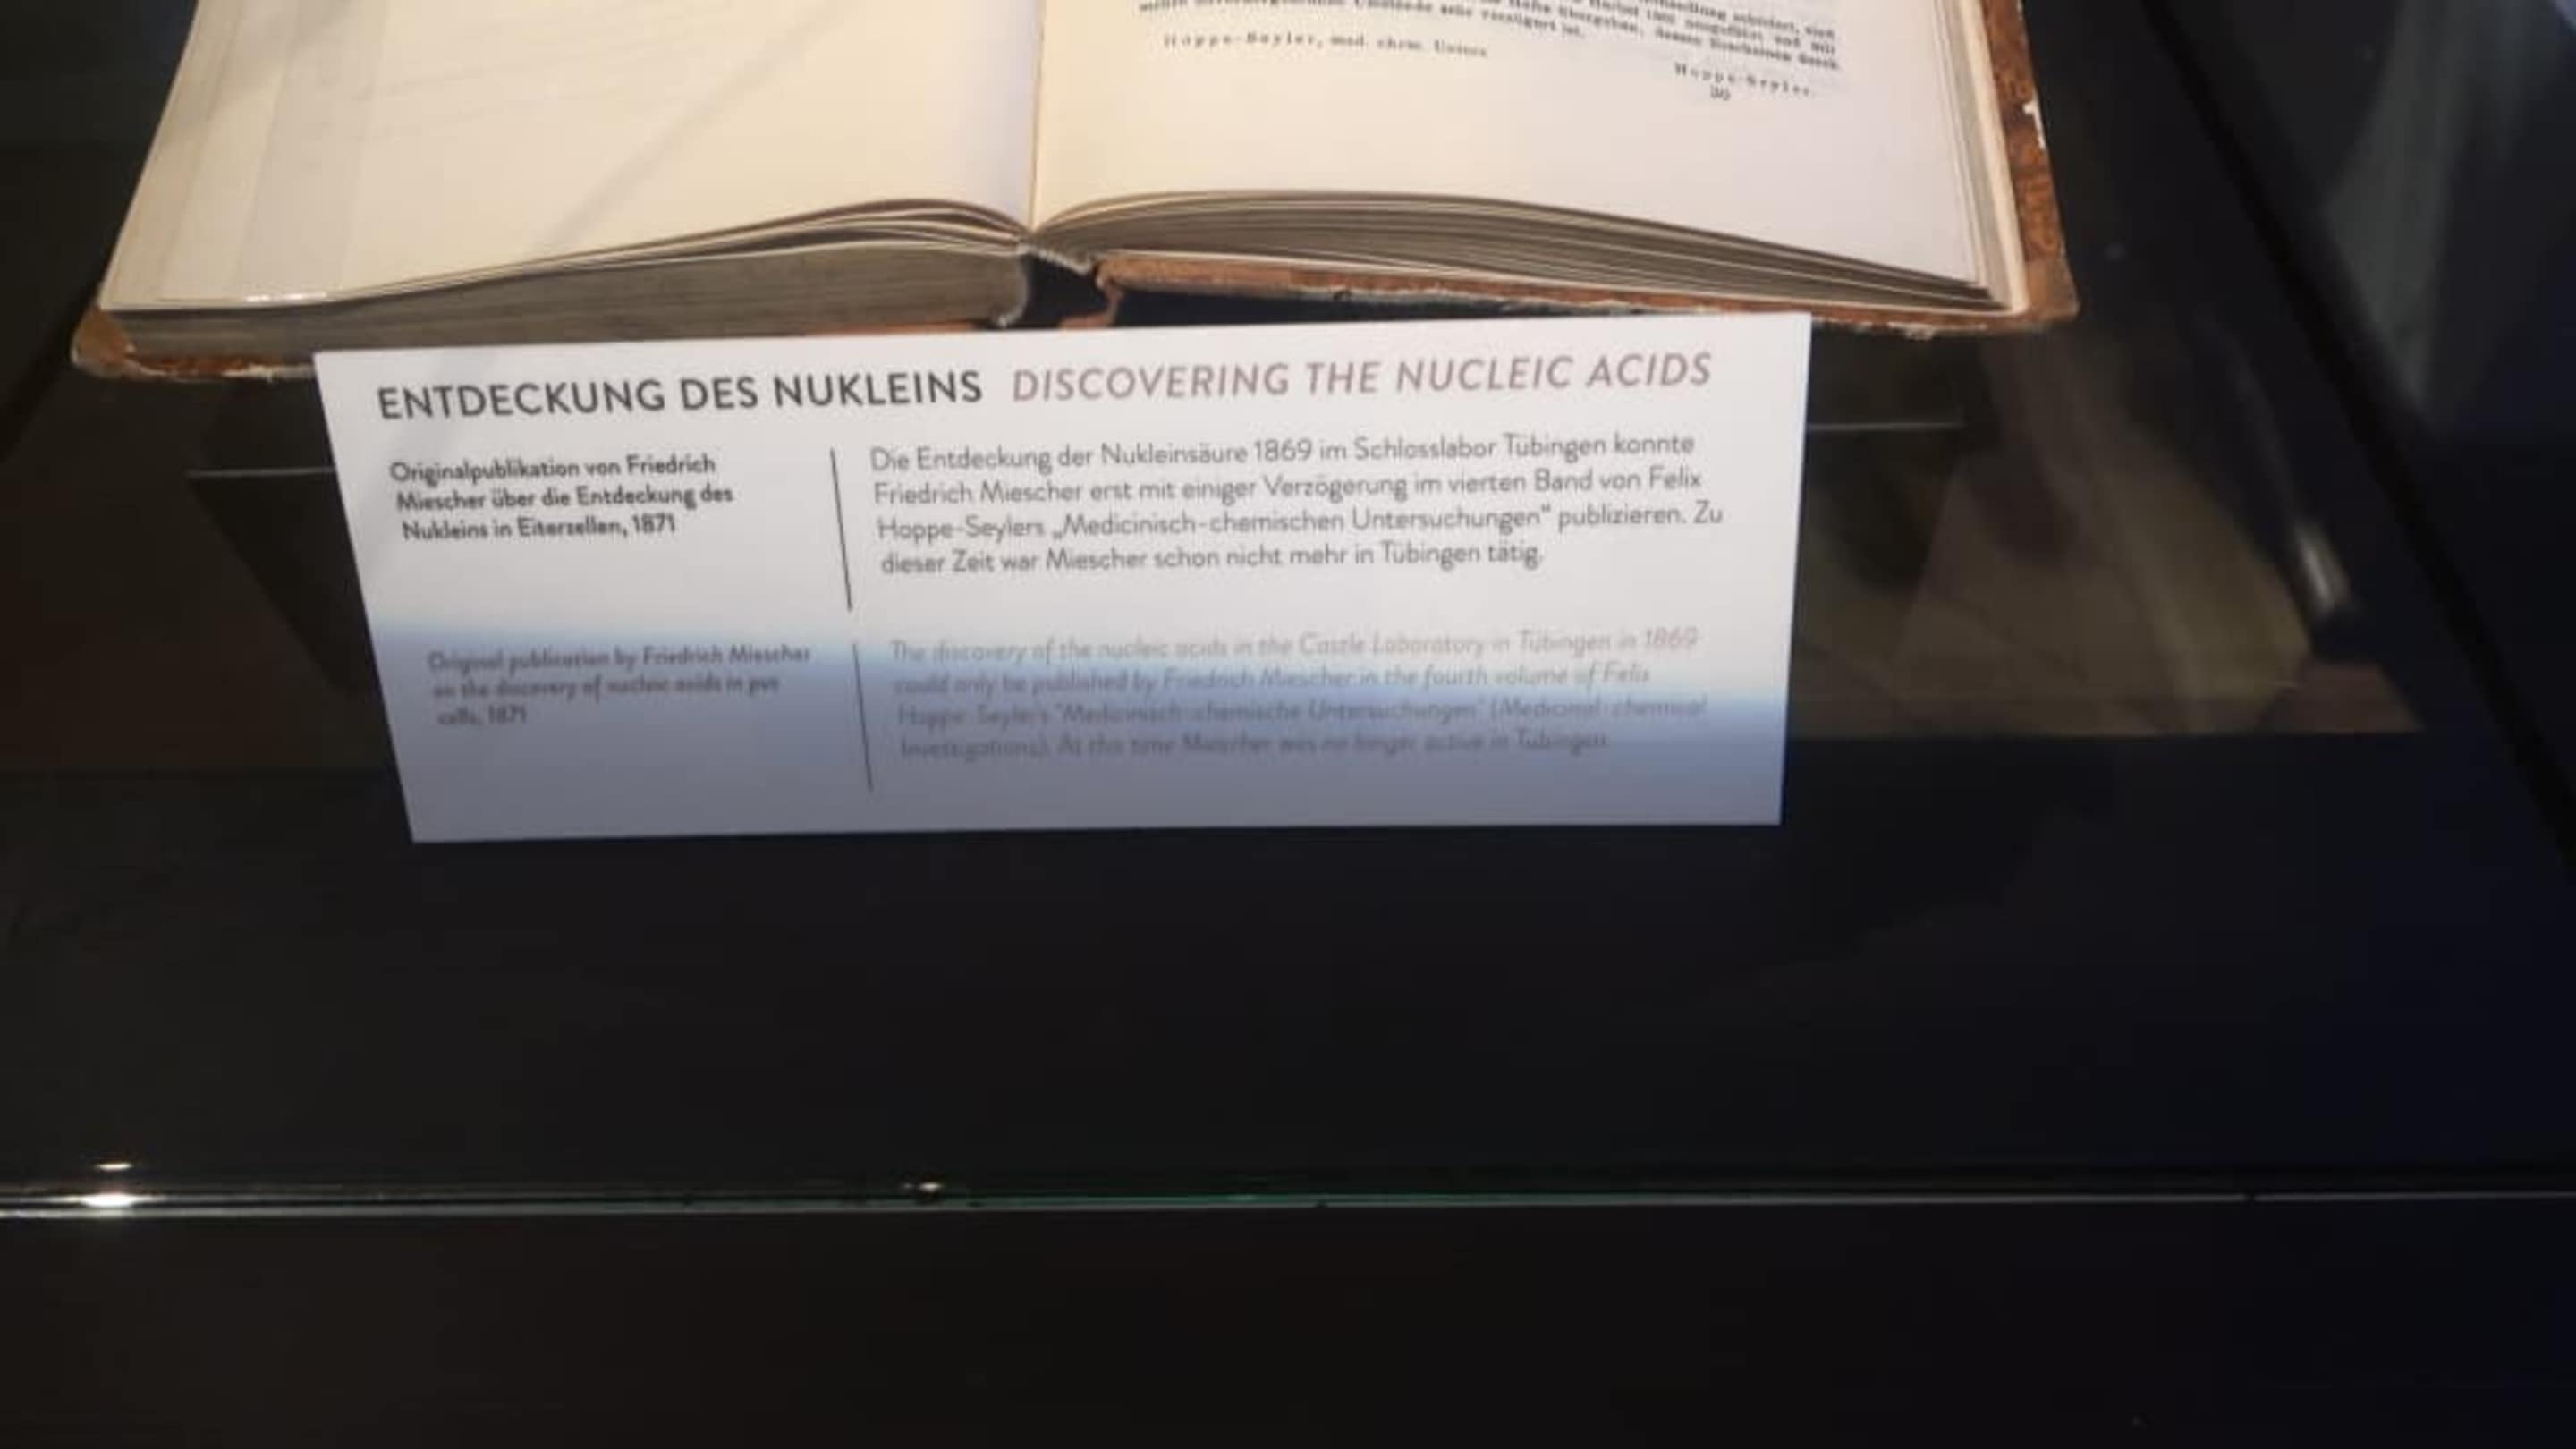 Hoppe-Seyler, med. chem. Unters.
Hoppe-Seyler.
30
ENTDECKUNG DES NUKLEINS DISCOVERING THE NUCLEIC ACIDS
Originalpublikation von Friedrich
Miescher über die Entdeckung des
Nukleins in Eiterzellen, 1871
Die Entdeckung der Nukleinsäure 1869 im Schlosslabor Tübingen konnte
Friedrich Miescher erst mit einiger Verzögerung im vierten Band von Felix
Hoppe-Seylers „Medicinisch-chemischen Untersuchungen“ publizieren. Zu
dieser Zeit war Miescher schon nicht mehr in Tübingen tätig.
Original publication by Friedrich Miescher
on the discovery of nucleic acids in pus
cells, 1871
The discovery of the nucleic acids in the Castle Laboratory in Tübingen in 1869
could only be published by Friedrich Miescher in the fourth volume of Felix
Hoppe-Seyler's "Medicinisch-chemische Untersuchungen" (Medicinal-chemical
Investigations). At this time Miescher was no longer active in Tübingen.